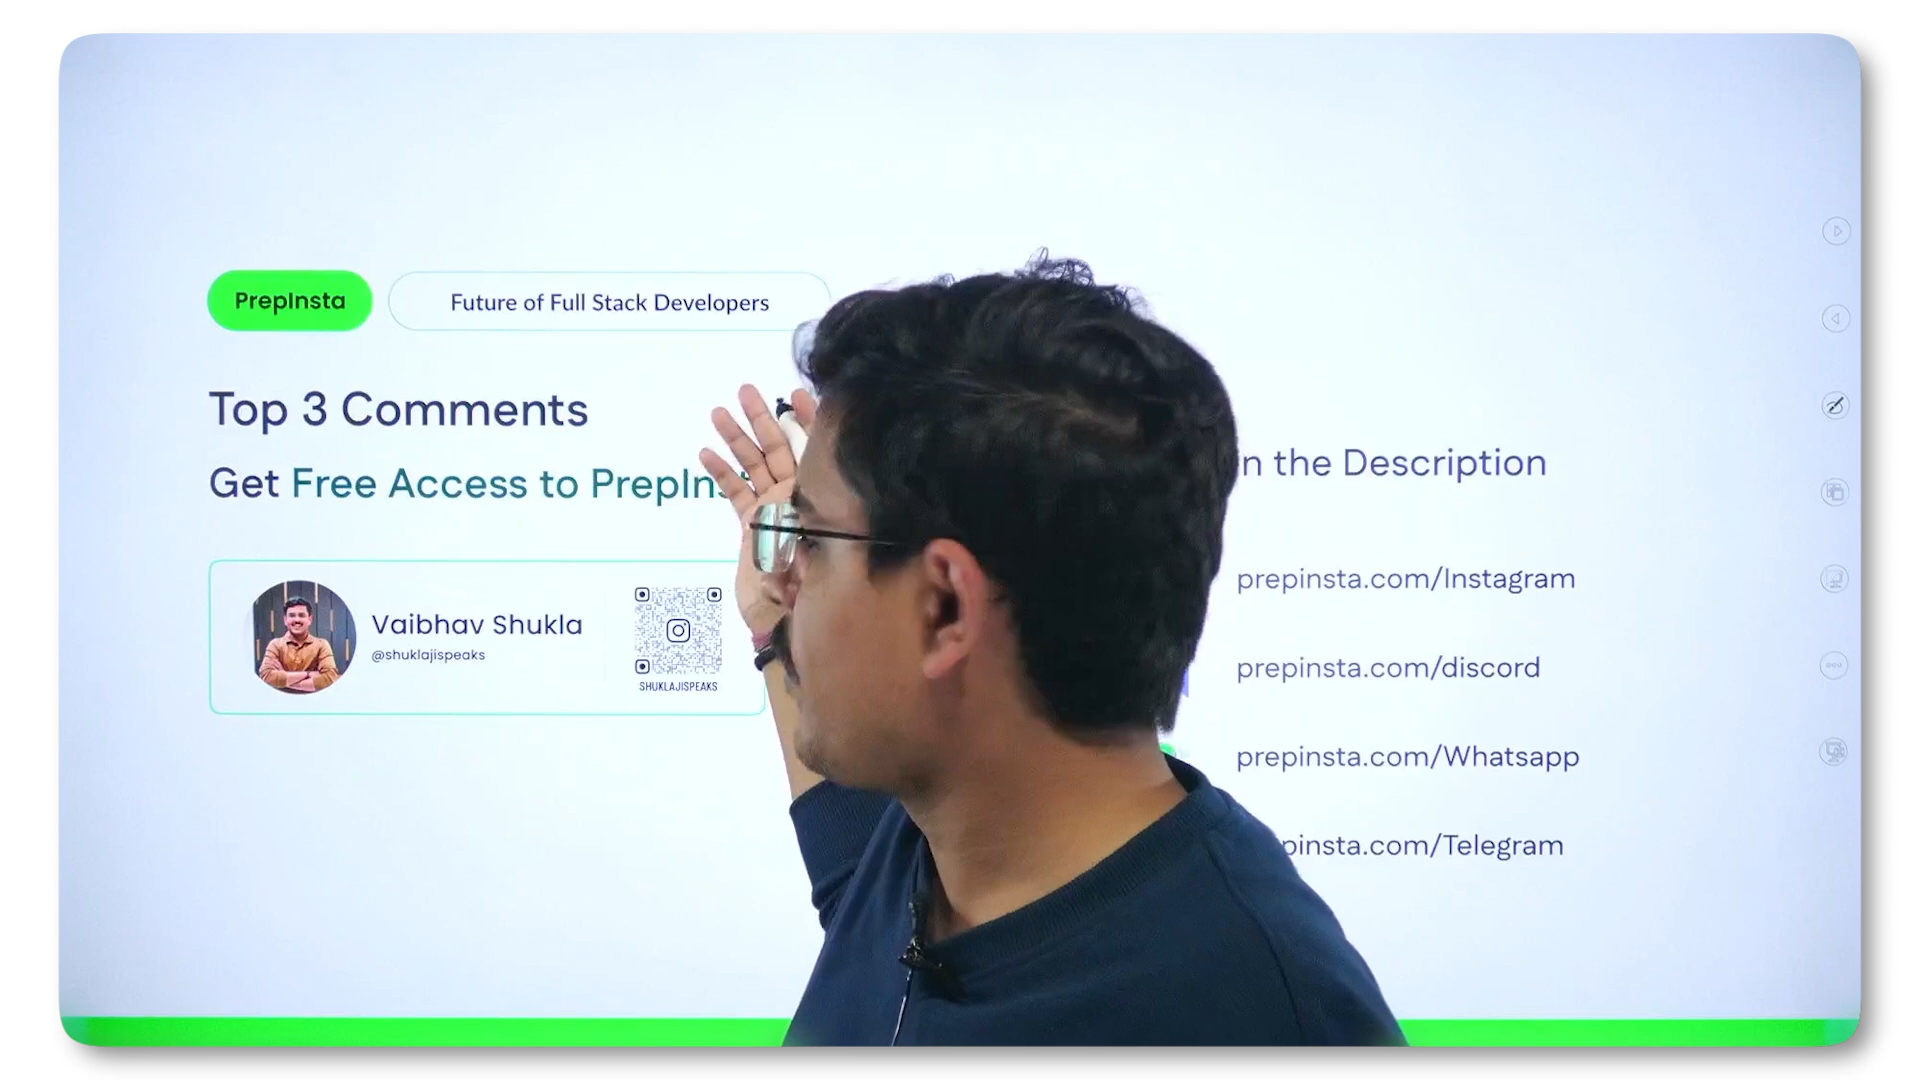 PrepInsta
Future of Full Stack Developers
Top 3 Comments
Get Free Access to PrepIns
Vaibhav Shukla
@shuklajispeaks
SHUKLAJISPEAKS
n the Description
prepinsta.com/Instagram
prepinsta.com/discord
prepinsta.com/Whatsapp
pinsta.com/Telegram